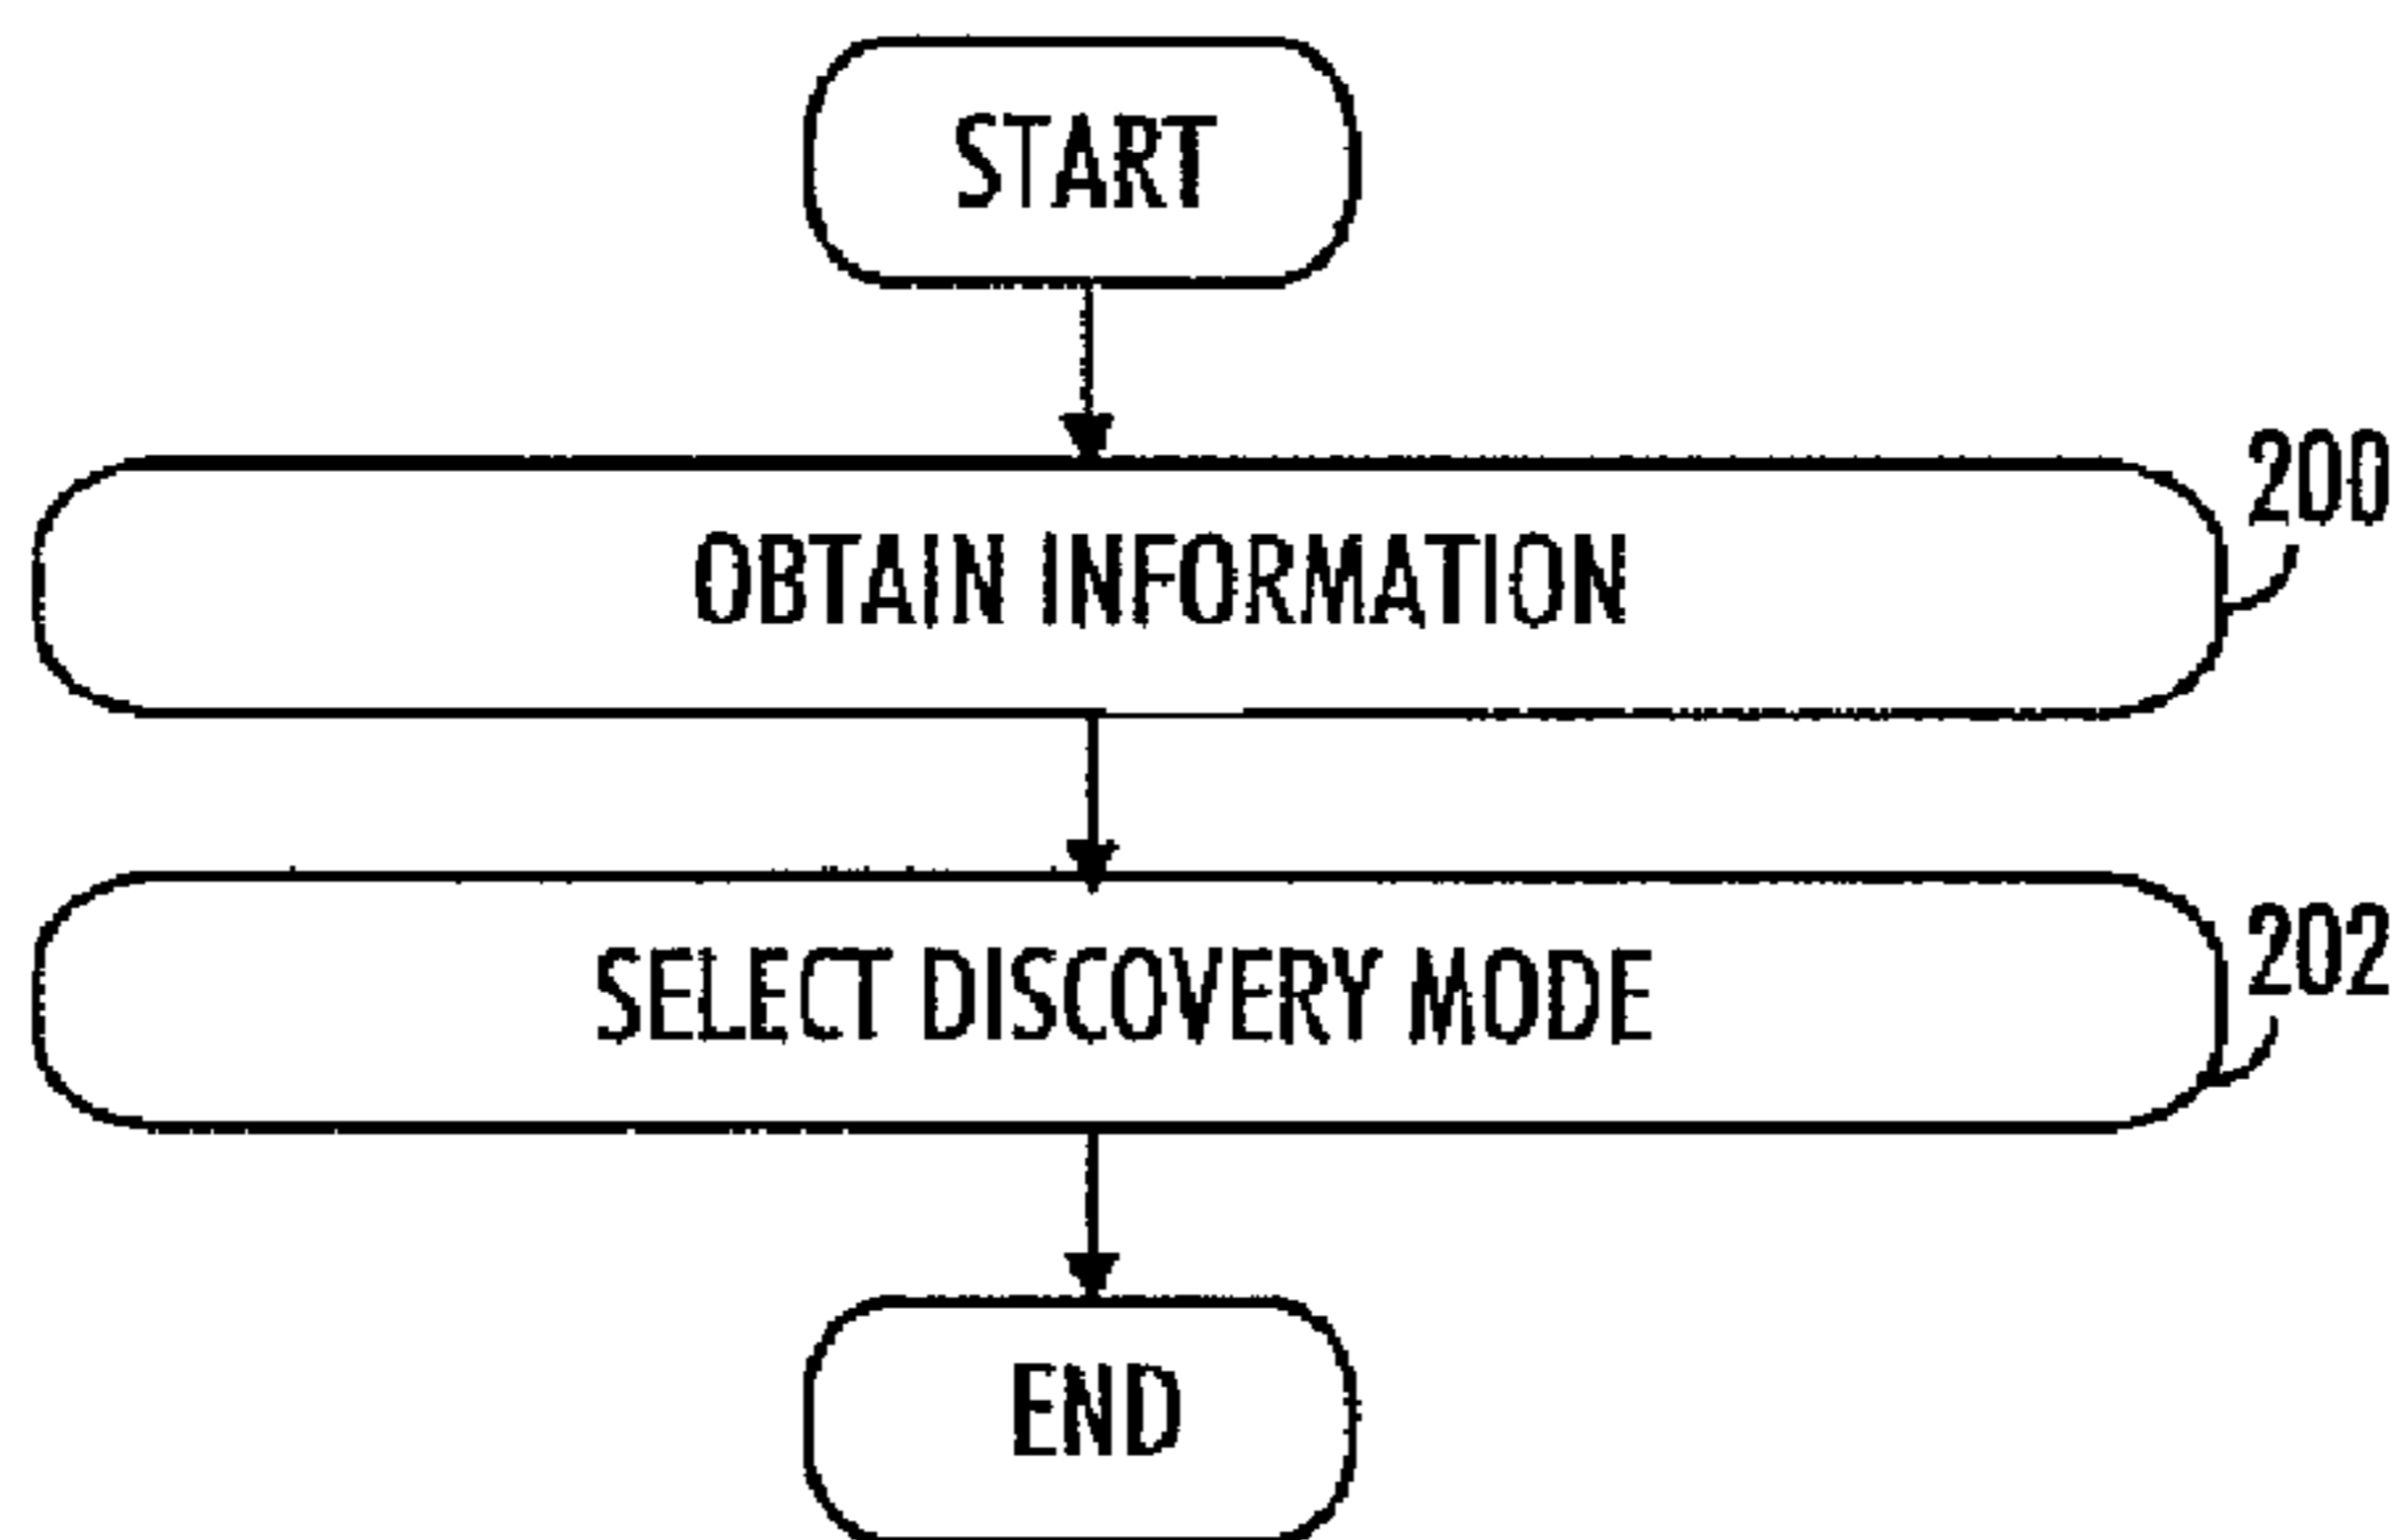 START
200
OBTAIN INFORMATION
202
SELECT DISCOVERY MODE
END